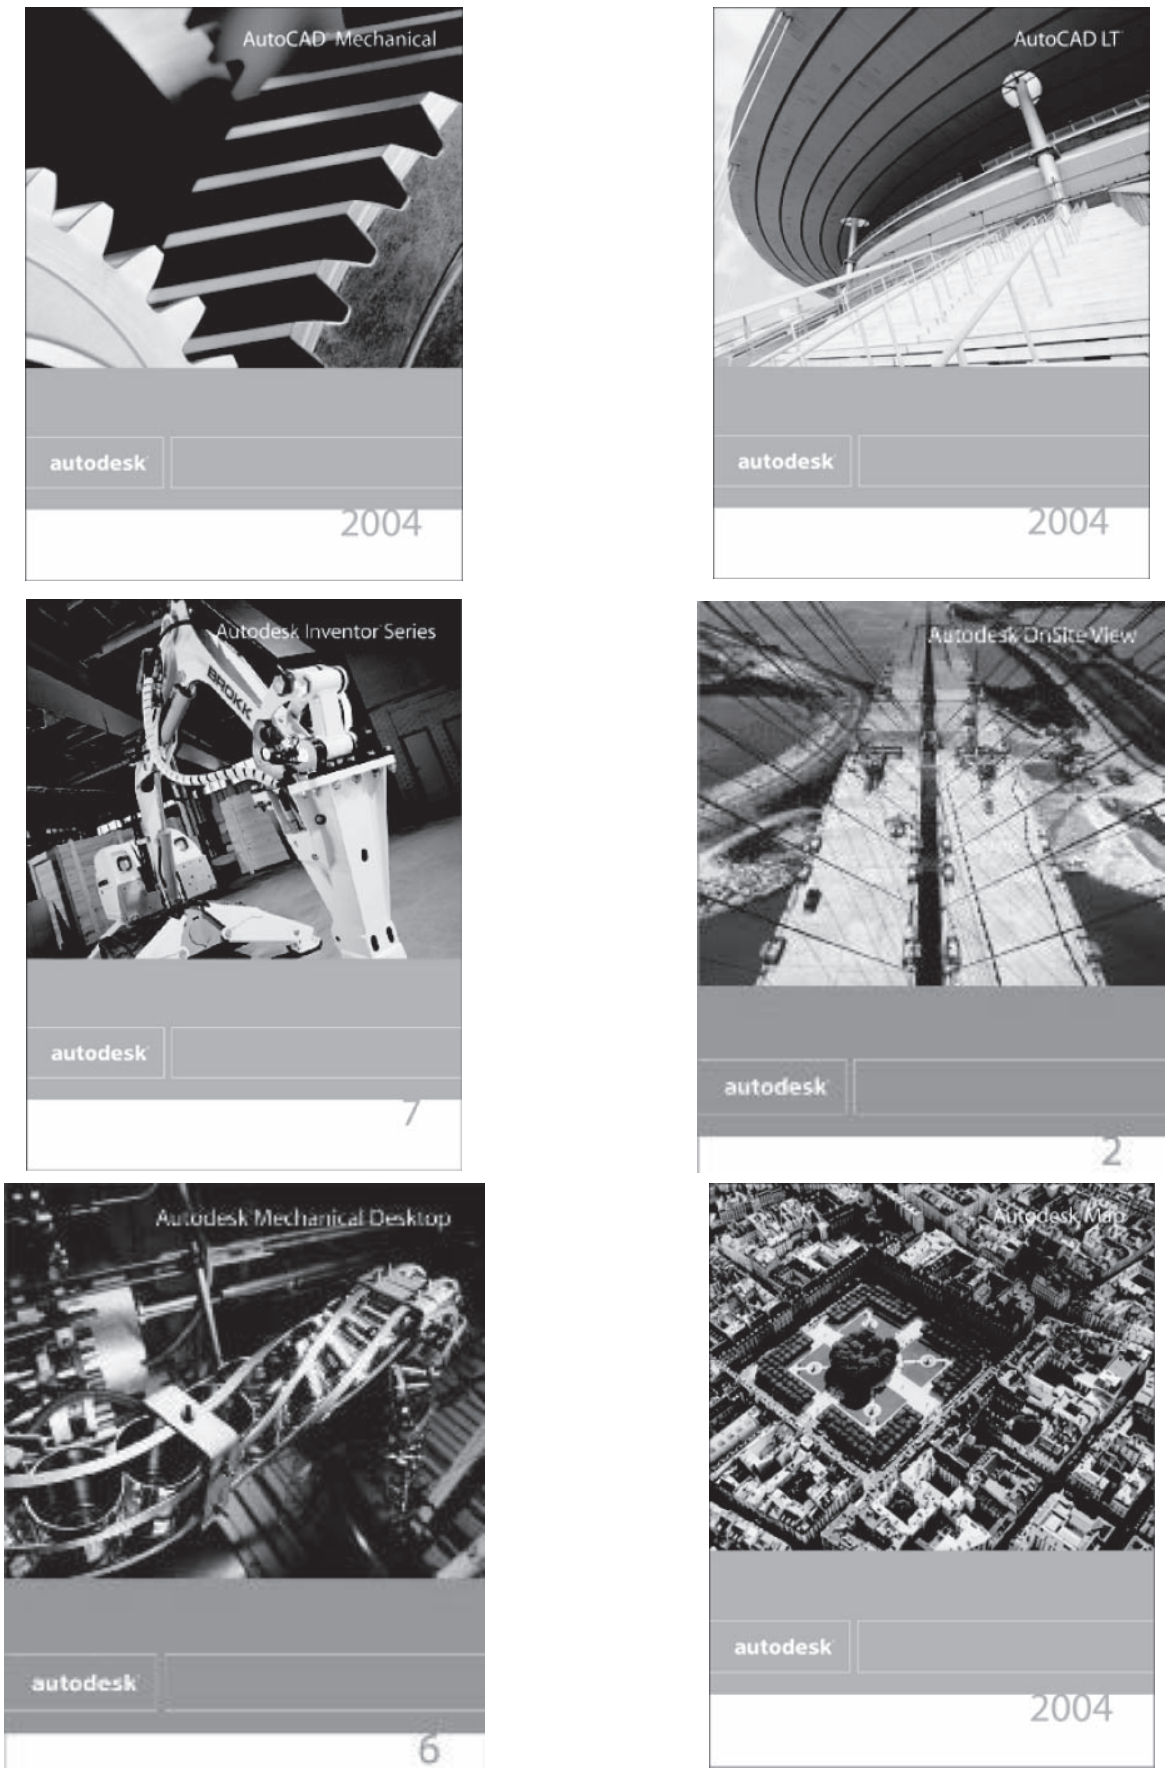 AutoCAD Mechanical
autodesk
2004
AutoCAD LT
autodesk
2004
Autodesk Inventor Series
BROKK
autodesk
7
Autodesk OnSite View
autodesk
2
Autodesk Mechanical Desktop
autodesk
6
Autodesk Map
autodesk
2004